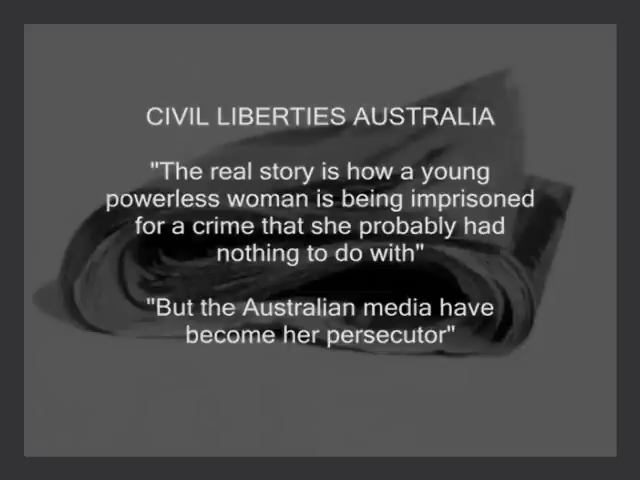 CIVIL LIBERTIES AUSTRALIA
"The real story is how a young
powerless woman is being imprisoned
for a crime that she probably had
nothing to do with"
"But the Australian media have
become her persecutor"